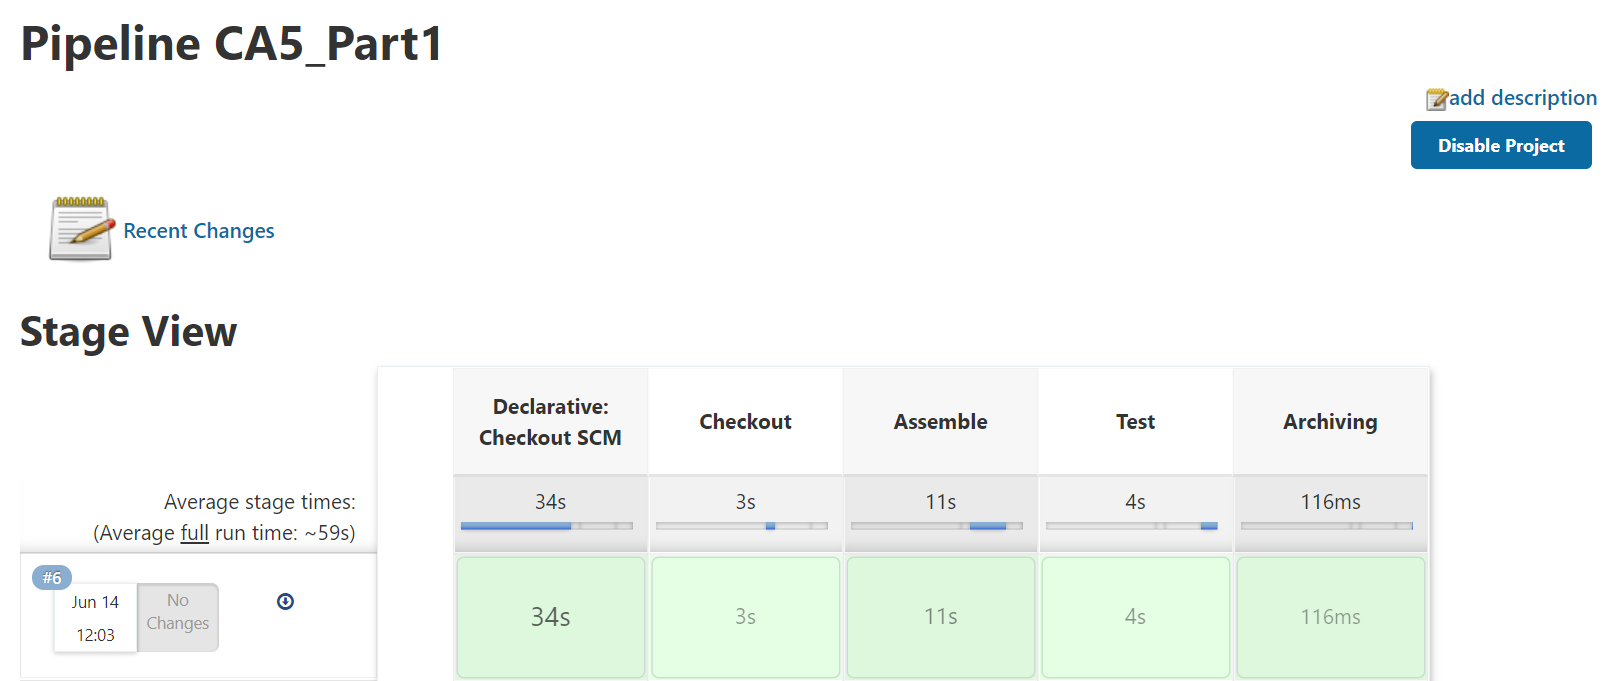 Pipeline CA5_Part1
add description
Disable Project
Recent Changes
Stage View
Declarative:
Checkout SCM
Checkout
Assemble
Test
Archiving
Average stage times:
(Average full run time: ~59s)
34s
3s
11s
4s
116ms
#6
Jun 14
12:03
No
Changes
34s
3s
11s
4s
116ms